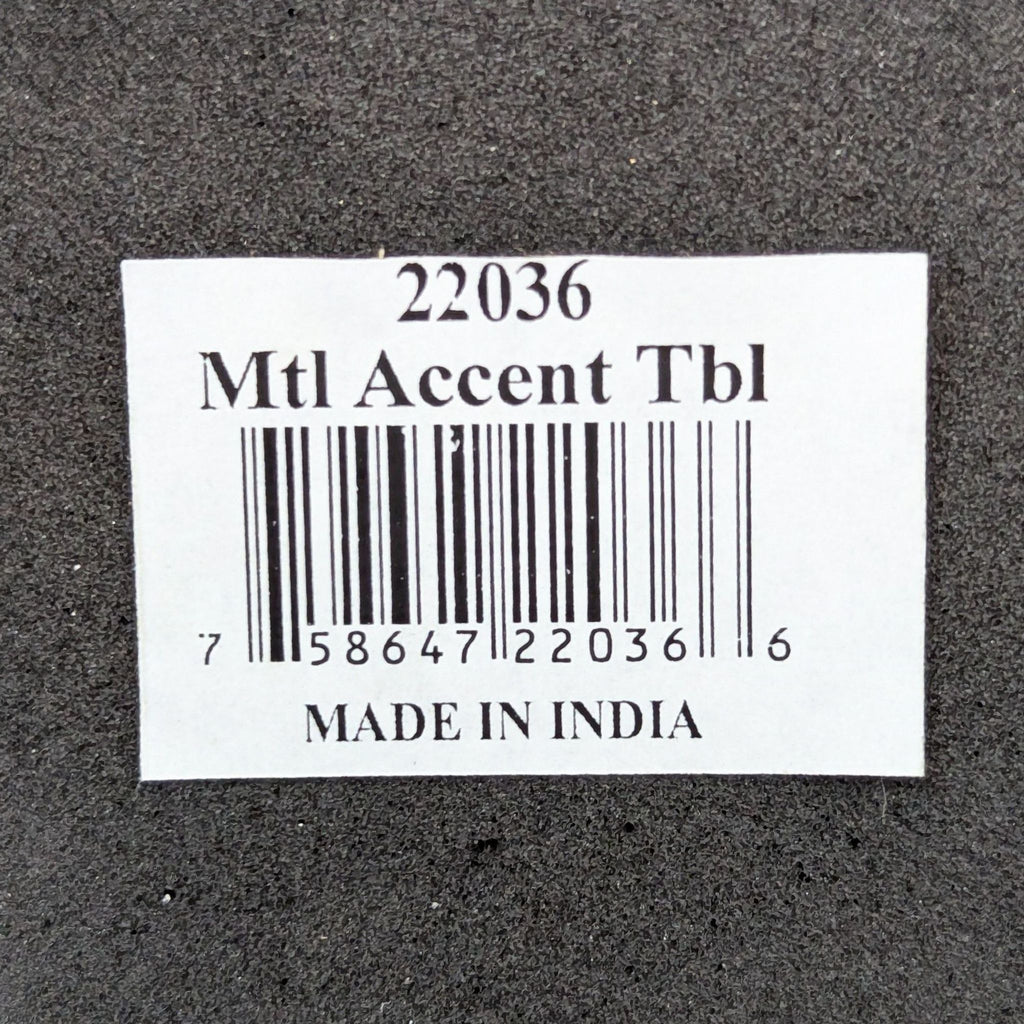 22036
Mtl Accent Tbl
7 58647 22036 6
MADE IN INDIA